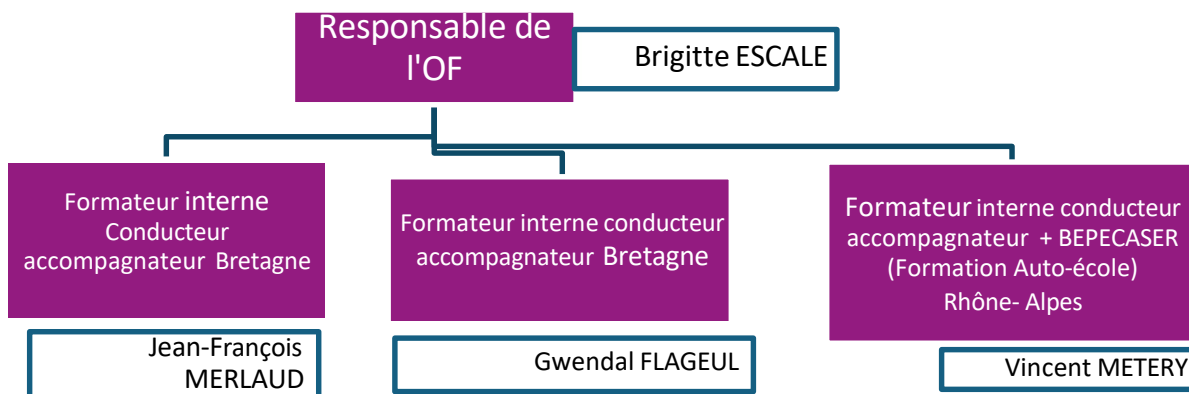 Responsable de
l'OF
Brigitte ESCALE
Formateur interne
Conducteur
accompagnateur Bretagne
Jean-François
MERLAUD
Formateur interne conducteur
accompagnateur Bretagne
Gwendal FLAGEUL
Formateur interne conducteur
accompagnateur + BEPECASER
(Formation Auto-école)
Rhône- Alpes
Vincent METERY